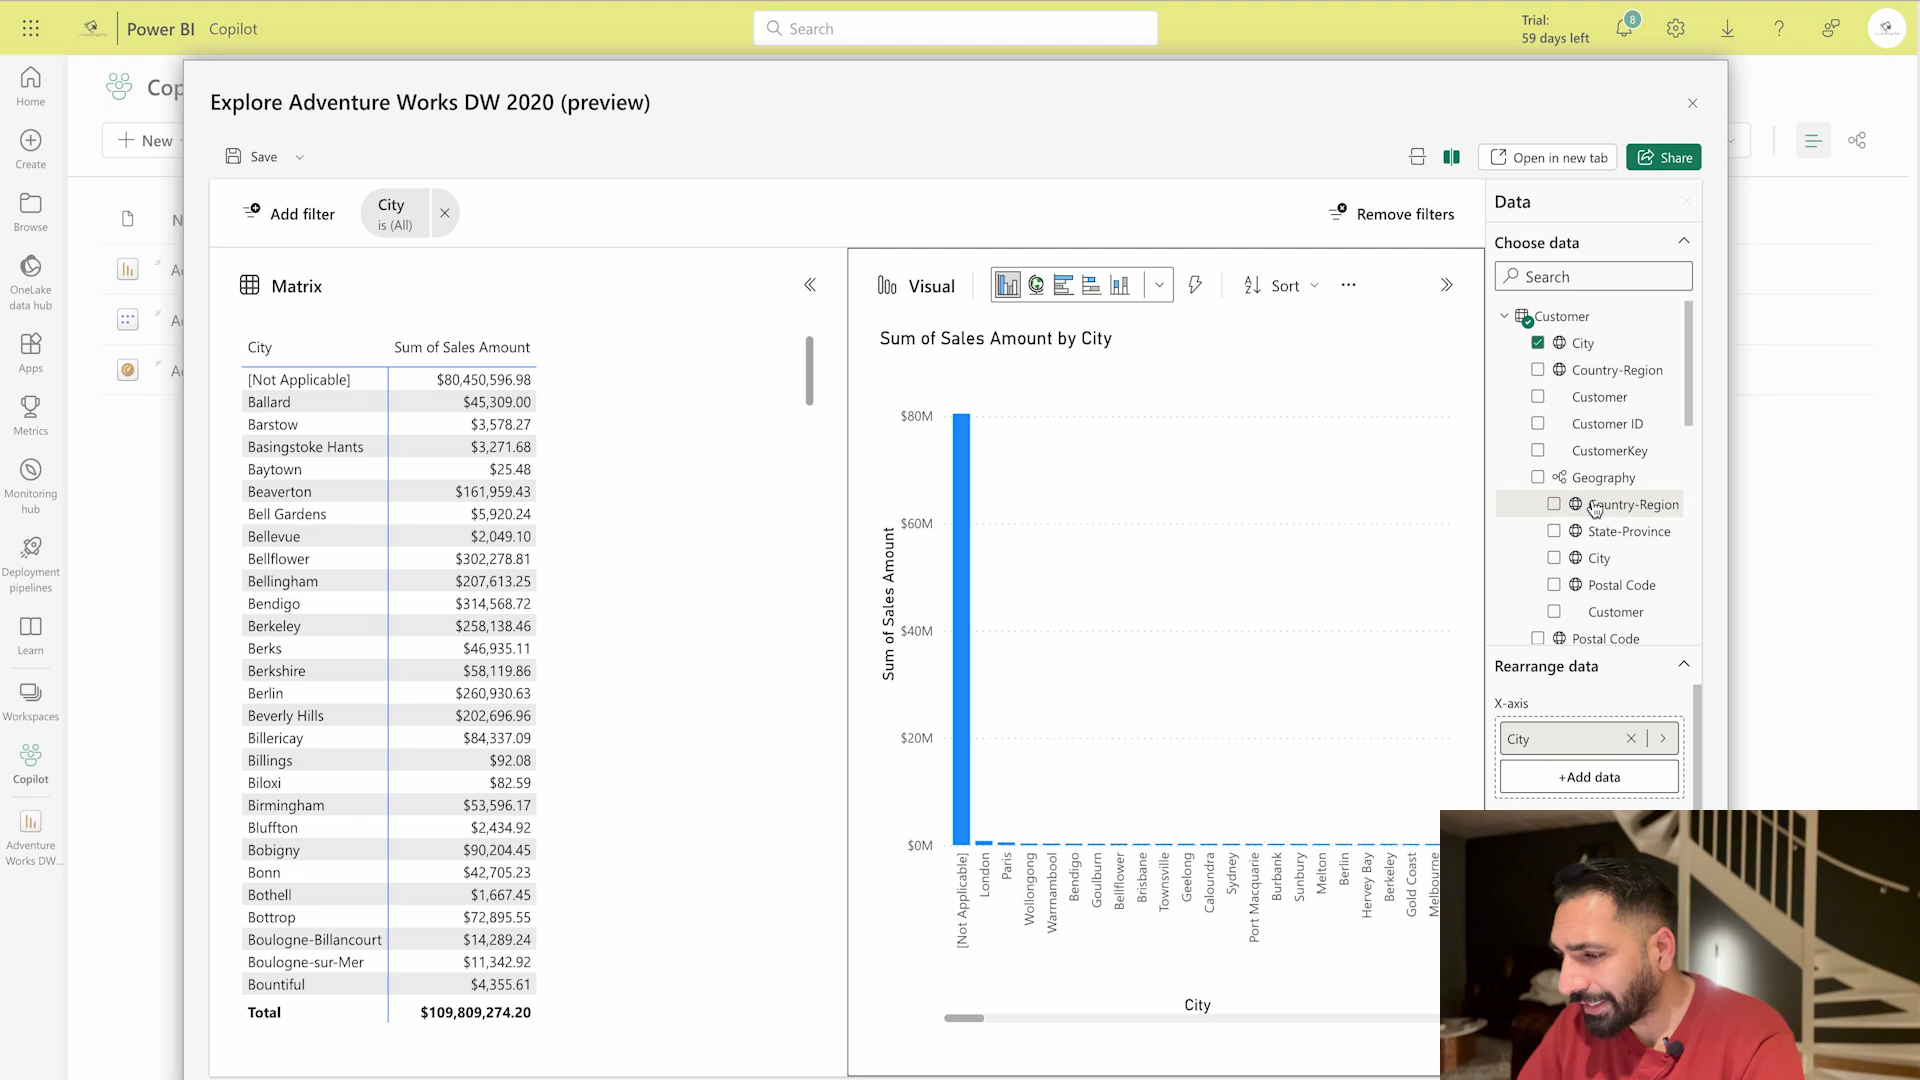 Power BI Copilot
Search
Trial:
59 days left
8
Home
Create
Browse
OneLake
data hub
Apps
Metrics
Monitoring
hub
Deployment
pipelines
Learn
Workspaces
Copilot
Adventure
Works DW...
Cop
New
N
Ac
Ac
Ac
Explore Adventure Works DW 2020 (preview)
Save
Open in new tab
Share
Add filter
City
is (All)
Remove filters
Matrix
City Sum of Sales Amount
[Not Applicable] $80,450,596.98
Ballard $45,309.00
Barstow $3,578.27
Basingstoke Hants $3,271.68
Baytown $25.48
Beaverton $161,959.43
Bell Gardens $5,920.24
Bellevue $2,049.10
Bellflower $302,278.81
Bellingham $207,613.25
Bendigo $314,568.72
Berkeley $258,138.46
Berks $46,935.11
Berkshire $58,119.86
Berlin $260,930.63
Beverly Hills $202,696.96
Billericay $84,337.09
Billings $92.08
Biloxi $82.59
Birmingham $53,596.17
Bluffton $2,434.92
Bobigny $90,204.45
Bonn $42,705.23
Bothell $1,667.45
Bottrop $72,895.55
Boulogne-Billancourt $14,289.24
Boulogne-sur-Mer $11,342.92
Bountiful $4,355.61
Total $109,809,274.20
Visual
Sort
Sum of Sales Amount by City
Sum of Sales Amount
$80M
$60M
$40M
$20M
$0M
[Not Applicable]
London
Paris
Wollongong
Warrnambool
Bendigo
Goulburn
Bellflower
Brisbane
Townsville
Geelong
Caloundra
Sydney
Port Macquarie
Burbank
Sunbury
Melton
Berlin
Hervey Bay
Berkeley
Gold Coast
Melbourne
City
Data
Choose data
Search
Customer
City
Country-Region
Customer
Customer ID
CustomerKey
Geography
Country-Region
State-Province
City
Postal Code
Customer
Postal Code
Rearrange data
X-axis
City
+Add data